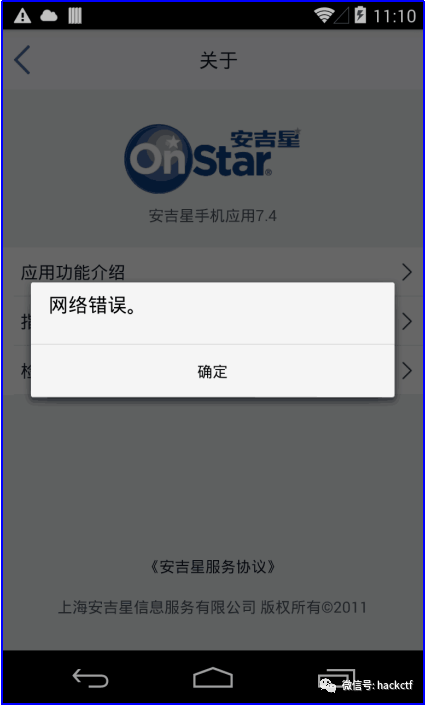 11:10
关于
安吉星
OnStar®
安吉星手机应用7.4
应用功能介绍
网络错误。
确定
《安吉星服务协议》
上海安吉星信息服务有限公司 版权所有©2011
微信号: hackctf